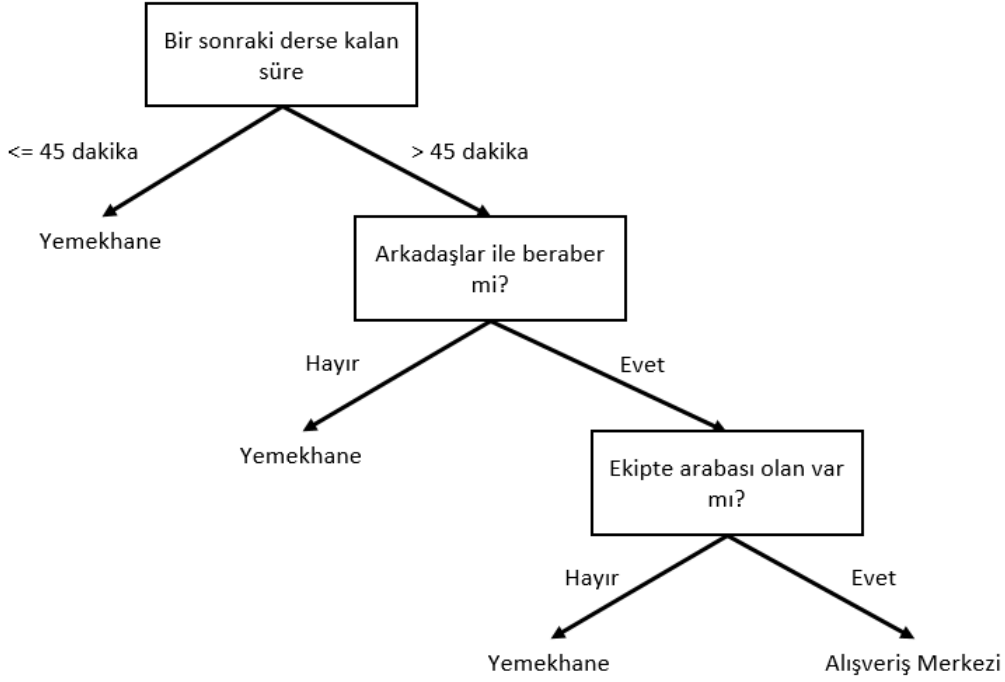 Bir sonraki derse kalan
süre
<= 45 dakika
> 45 dakika
Yemekhane
Arkadaşlar ile beraber
mi?
Hayır
Evet
Yemekhane
Ekipte arabası olan var
mı?
Hayır
Evet
Yemekhane
Alışveriş Merkezi